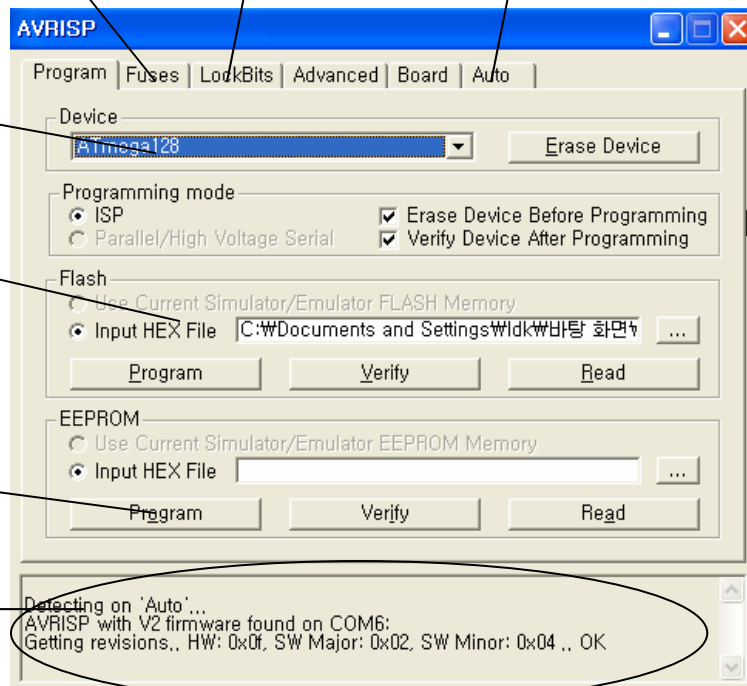 AVRISP
Program Fuses LockBits Advanced Board Auto
Device
ATmega128
Erase Device
Programming mode
ISP
Erase Device Before Programming
Parallel/High Voltage Serial
Verify Device After Programming
Flash
Use Current Simulator/Emulator FLASH Memory
Input HEX File C:₩Documents and Settings₩ldk₩바탕 화면₩ ...
Program Verify Read
EEPROM
Use Current Simulator/Emulator EEPROM Memory
Input HEX File ...
Program Verify Read
Detecting on 'Auto'...
AVRISP with V2 firmware found on COM6:
Getting revisions.. HW: 0x0f, SW Major: 0x02, SW Minor: 0x04 .. OK